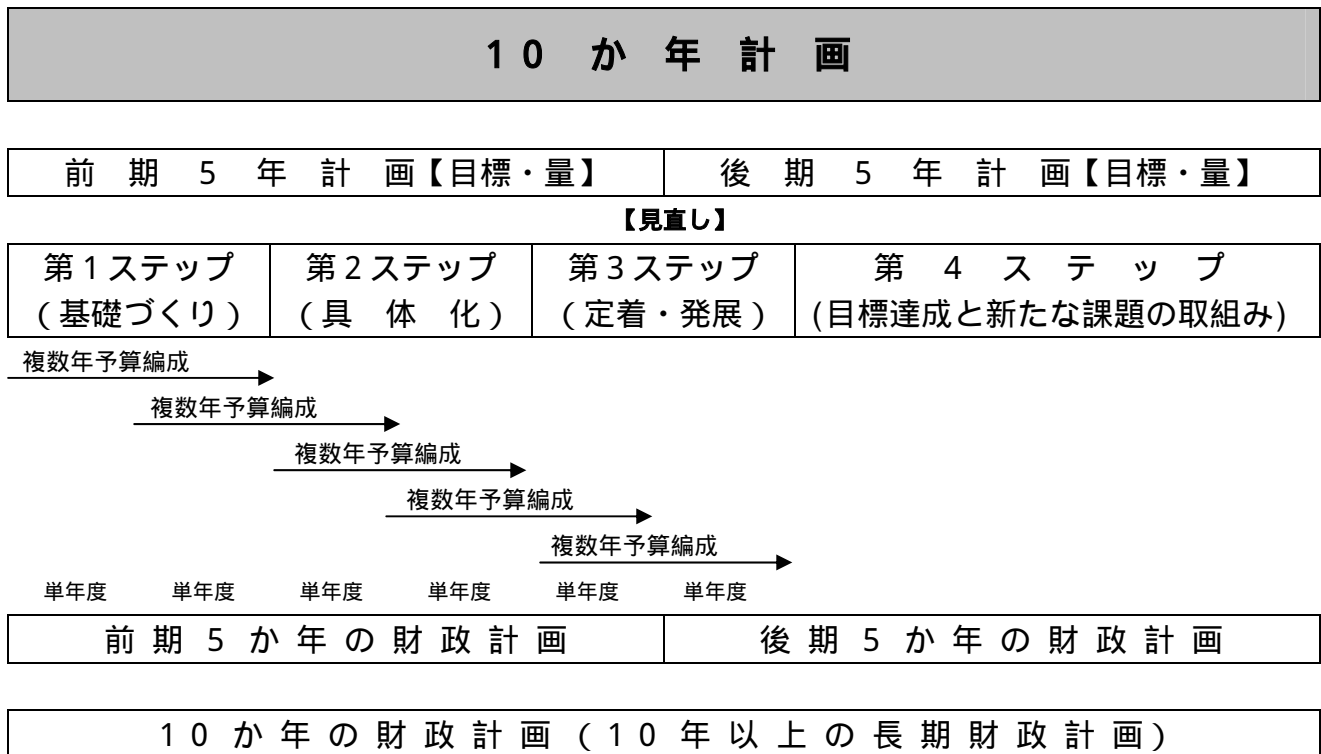 10か年計画
前期5年計画【目標・量】 後期5年計画【目標・量】
【見直し】
第1ステップ 第2ステップ 第3ステップ 第4ステップ
(基礎づくり) (具体化) (定着・発展) (目標達成と新たな課題の取組み)
複数年予算編成
複数年予算編成
複数年予算編成
複数年予算編成
複数年予算編成
単年度 単年度 単年度 単年度 単年度 単年度
前期5か年の財政計画 後期5か年の財政計画
10か年の財政計画(10年以上の長期財政計画)